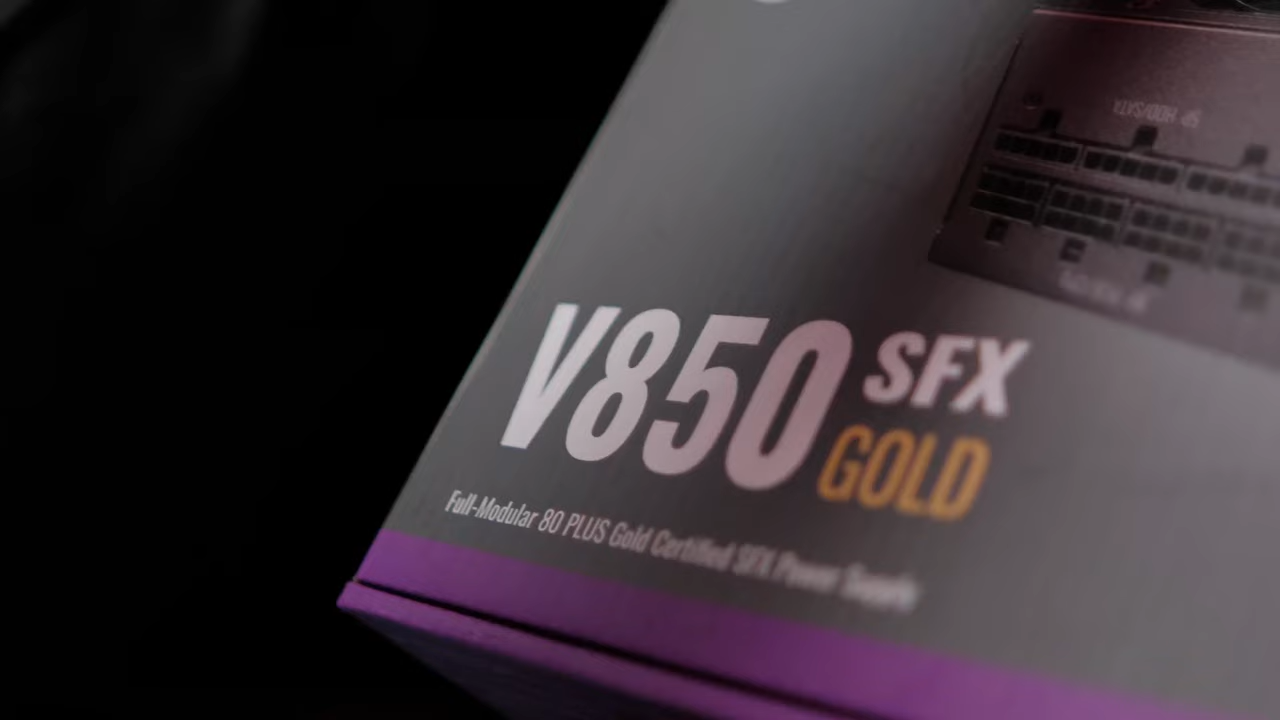 V850 SFX
GOLD
Full-Modular 80 PLUS Gold Certified SFX Power Supply